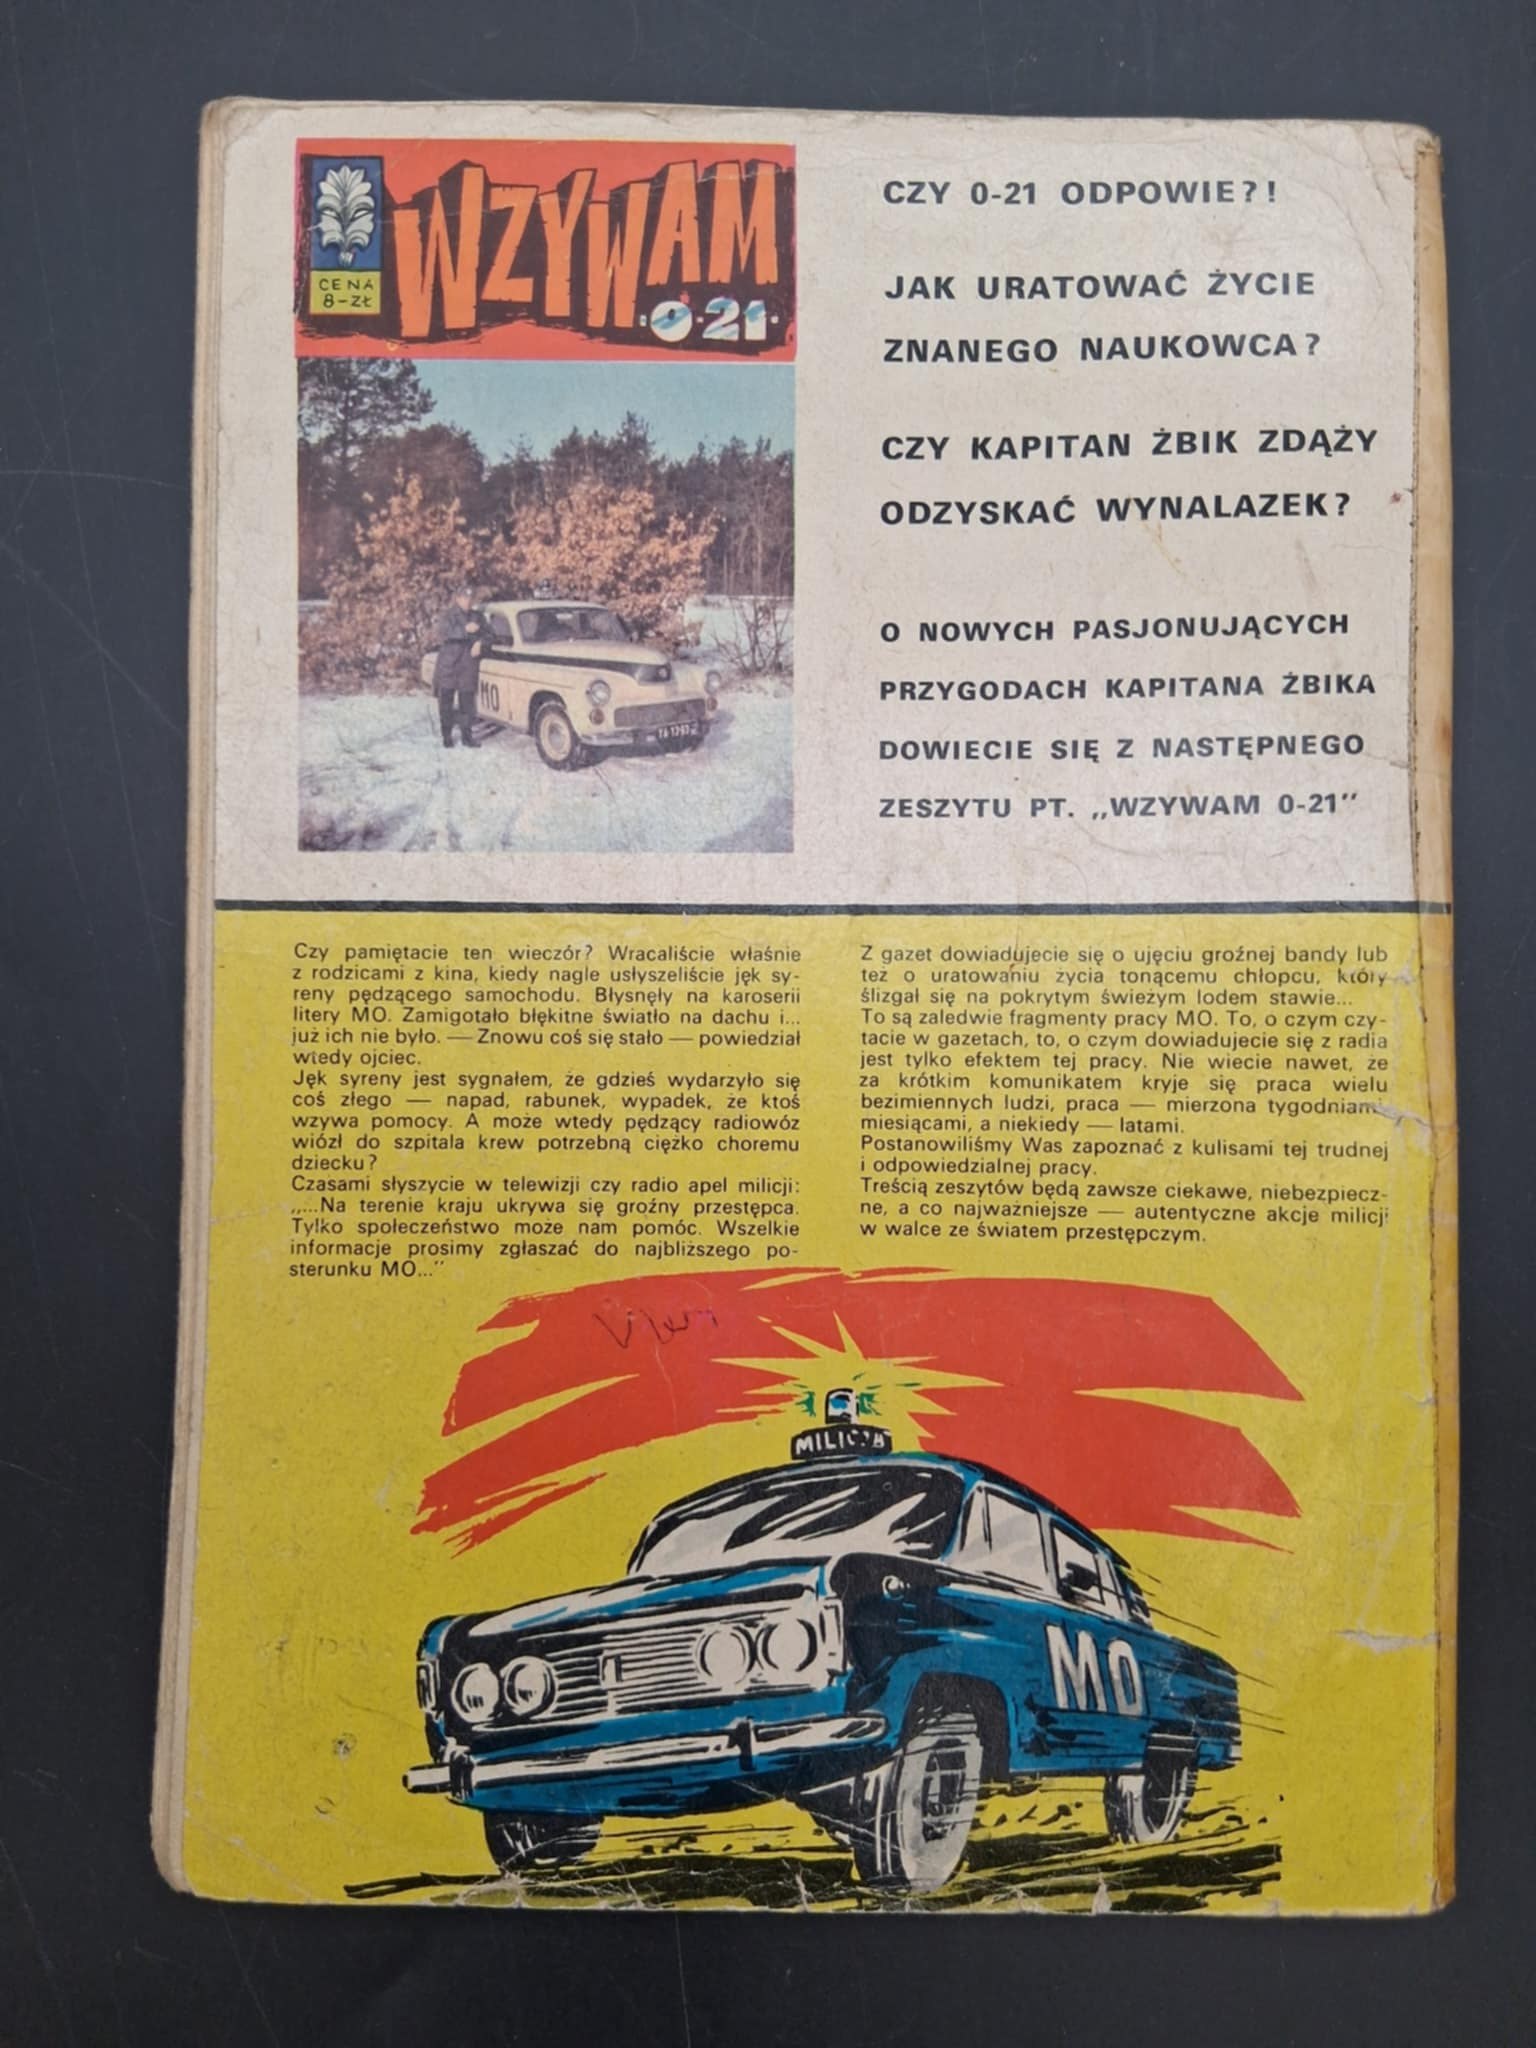 WZYWAM
0-21
CENA
8-ZŁ
MO
CZY 0-21 ODPOWIE?!
JAK URATOWAĆ ŻYCIE
ZNANEGO NAUKOWCA?
CZY KAPITAN ŻBIK ZDĄŻY
ODZYSKAĆ WYNALAZEK?
O NOWYCH PASJONUJĄCYCH
PRZYGODACH KAPITANA ŻBIKA
DOWIECIE SIĘ Z NASTĘPNEGO
ZESZYTU PT. „WZYWAM 0-21”
Czy pamiętacie ten wieczór? Wracaliście właśnie
z rodzicami z kina, kiedy nagle usłyszeliście jęk sy-
reny pędzącego samochodu. Błysnęły na karoserii
litery MO. Zamigotało błękitne światło na dachu i...
już ich nie było. — Znowu coś się stało — powiedział
wtedy ojciec.
Jęk syreny jest sygnałem, że gdzieś wydarzyło się
coś złego — napad, rabunek, wypadek, że ktoś
wzywa pomocy. A może wtedy pędzący radiowóz
wiózł do szpitala krew potrzebną ciężko choremu
dziecku?
Czasami słyszycie w telewizji czy radio apel milicji:
„...Na terenie kraju ukrywa się groźny przestępca.
Tylko społeczeństwo może nam pomóc. Wszelkie
informacje prosimy zgłaszać do najbliższego po-
sterunku MO...”
Z gazet dowiadujecie się o ujęciu groźnej bandy lub
też o uratowaniu życia tonącemu chłopcu, który
ślizgał się na pokrytym świeżym lodem stawie...
To są zaledwie fragmenty pracy MO. To, o czym czy-
tacie w gazetach, to, o czym dowiadujecie się z radia
jest tylko efektem tej pracy. Nie wiecie nawet, że
za krótkim komunikatem kryje się praca wielu
bezimiennych ludzi, praca — mierzona tygodniami
miesiącami, a niekiedy — latami.
Postanowiliśmy Was zapoznać z kulisami tej trudnej
i odpowiedzialnej pracy.
Treścią zeszytów będą zawsze ciekawe, niebezpiecz-
ne, a co najważniejsze — autentyczne akcje milicji
w walce ze światem przestępczym.
MILICJA
MO